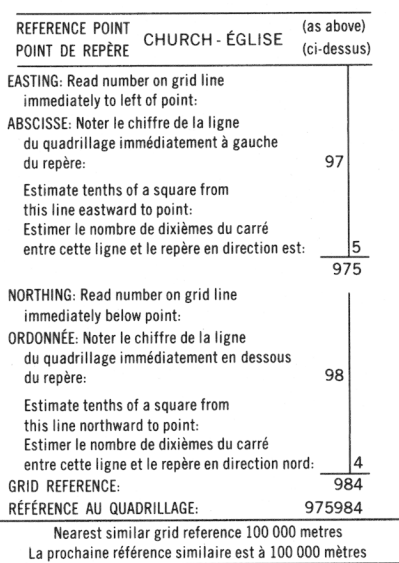 REFERENCE POINT
POINT DE REPÈRE
CHURCH - ÉGLISE
(as above)
(ci-dessus)
EASTING: Read number on grid line
immediately to left of point:
ABSCISSE: Noter le chiffre de la ligne
du quadrillage immédiatement à gauche
du repère: 97
Estimate tenths of a square from
this line eastward to point:
Estimer le nombre de dixièmes du carré
entre cette ligne et le repère en direction est: 5
975
NORTHING: Read number on grid line
immediately below point:
ORDONNÉE: Noter le chiffre de la ligne
du quadrillage immédiatement en dessous
du repère: 98
Estimate tenths of a square from
this line northward to point:
Estimer le nombre de dixièmes du carré
entre cette ligne et le repère en direction nord: 4
GRID REFERENCE: 984
RÉFÉRENCE AU QUADRILLAGE: 975984
Nearest similar grid reference 100 000 metres
La prochaine référence similaire est à 100 000 mètres